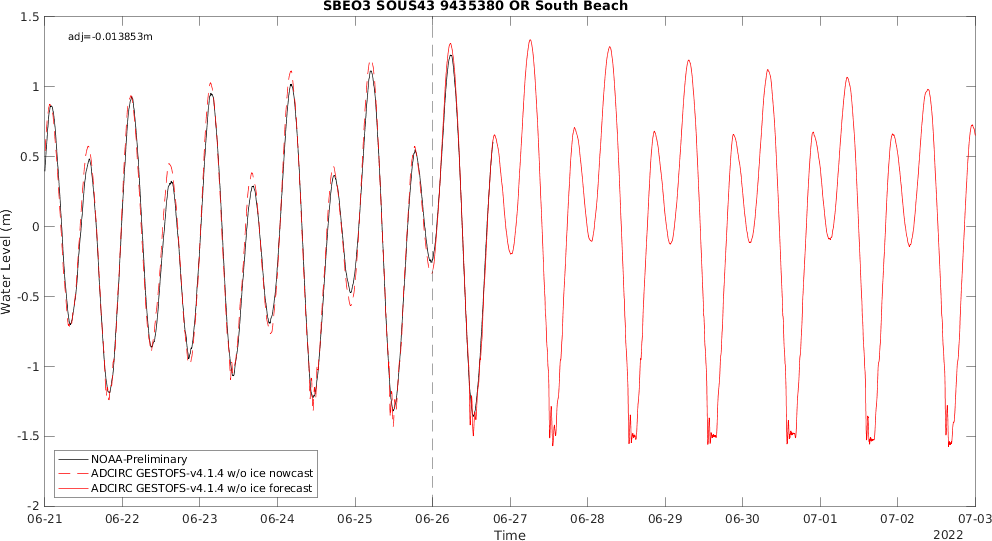 SBEO3 SOUS43 9435380 OR South Beach
adj=-0.013853m
1.5
1
0.5
0
-0.5
-1
-1.5
-2
Water Level (m)
NOAA-Preliminary
ADCIRC GESTOFS-v4.1.4 w/o ice nowcast
ADCIRC GESTOFS-v4.1.4 w/o ice forecast
06-21 06-22 06-23 06-24 06-25 06-26 06-27 06-28 06-29 06-30 07-01 07-02 07-03
Time
2022